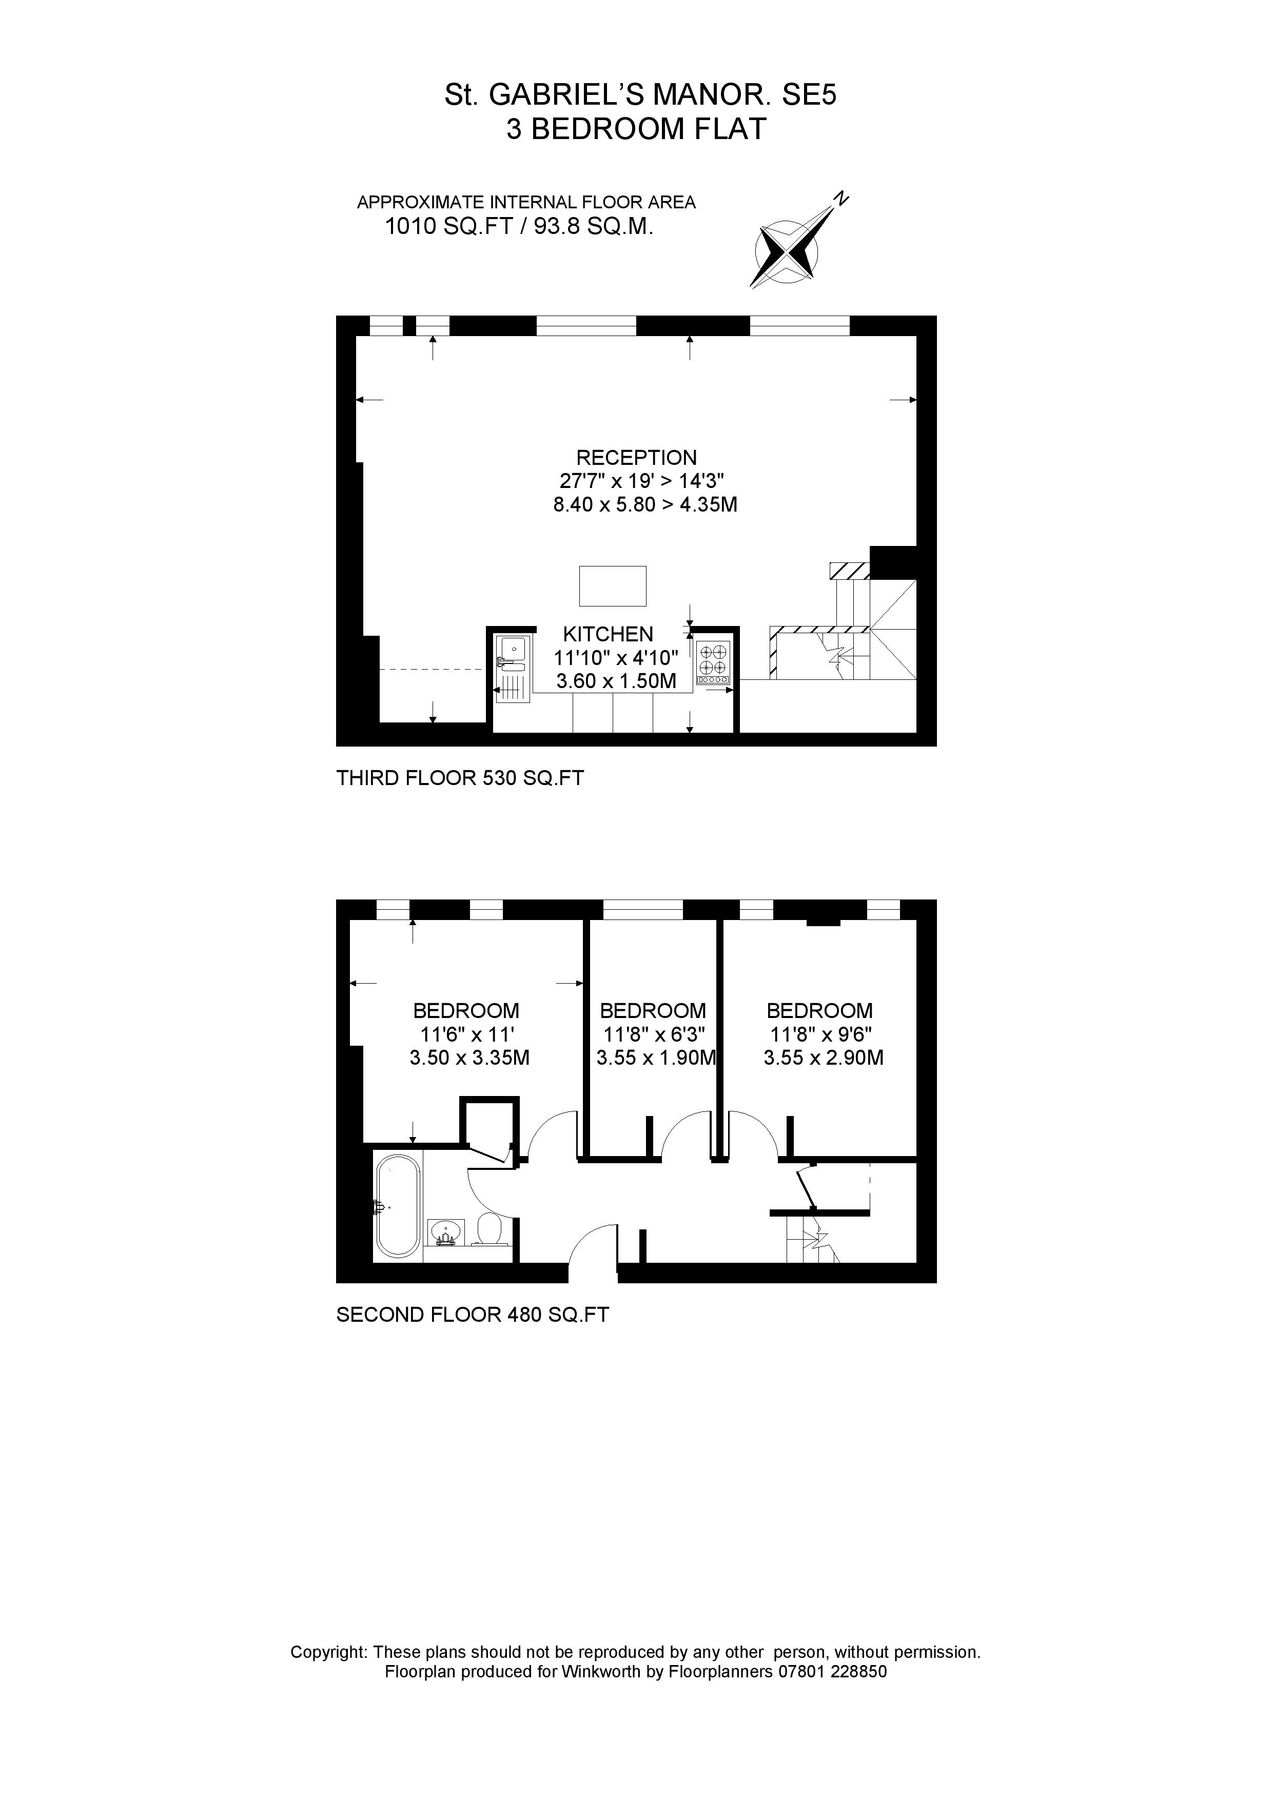 St. GABRIEL'S MANOR. SE5
3 BEDROOM FLAT
APPROXIMATE INTERNAL FLOOR AREA
1010 SQ.FT / 93.8 SQ.M.
N
RECEPTION
27'7" x 19' > 14'3"
8.40 x 5.80 > 4.35M
KITCHEN
11'10" x 4'10"
3.60 x 1.50M
THIRD FLOOR 530 SQ.FT
BEDROOM
11'6" x 11'
3.50 x 3.35M
BEDROOM
11'8" x 6'3"
3.55 x 1.90M
BEDROOM
11'8" x 9'6"
3.55 x 2.90M
SECOND FLOOR 480 SQ.FT
Copyright: These plans should not be reproduced by any other  person, without permission.
Floorplan produced for Winkworth by Floorplanners 07801 228850